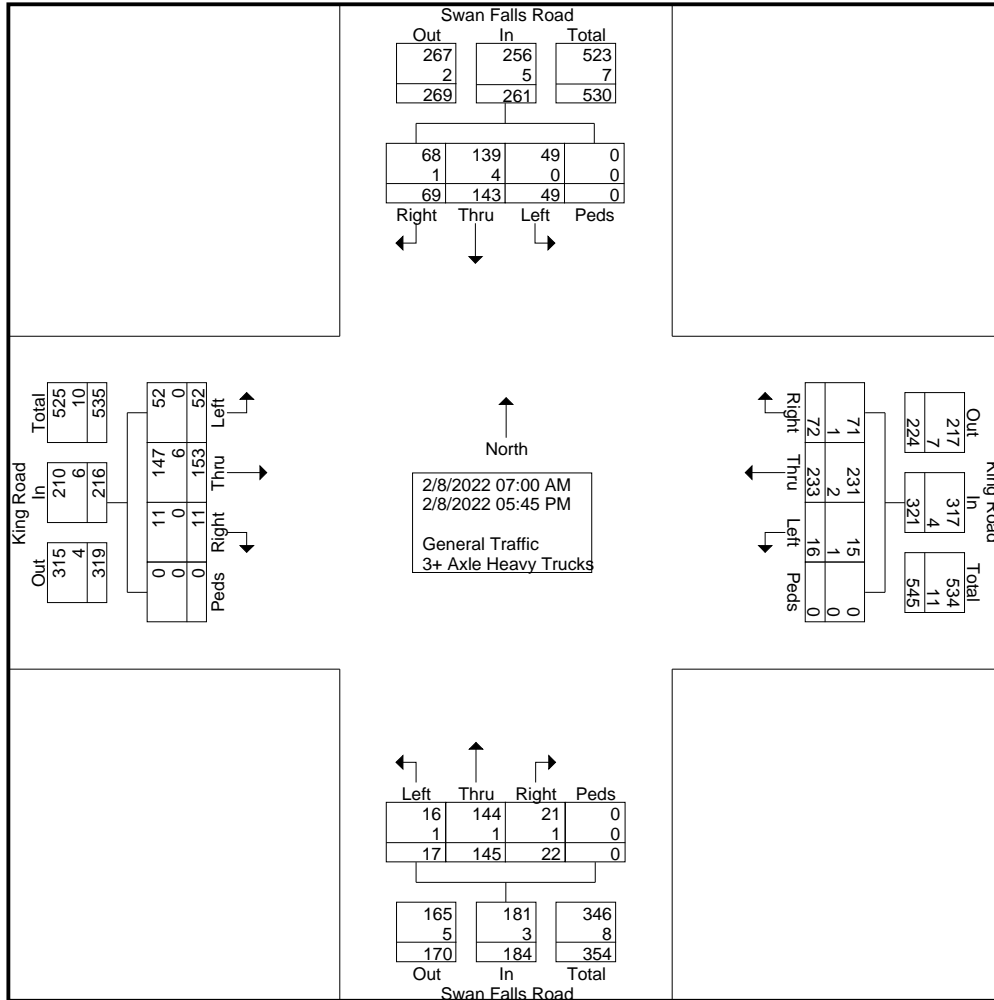 Swan Falls Road
Out In Total
267 256 523
2 5 7
269 261 530
68 139 49 0
1 4 0 0
69 143 49 0
Right Thru Left Peds
King Road
Total In Out
525 10 535
210 6 216
315 4 319
52 0 52
147 6 153
11 0 11
0 0 0
Left Thru Right Peds
North
2/8/2022 07:00 AM
2/8/2022 05:45 PM
General Traffic
3+ Axle Heavy Trucks
Right Thru Left Peds
71 1 72
231 2 233
15 1 16
0 0 0
King Road
Out In Total
217 7 224
317 4 321
534 11 545
Left Thru Right Peds
16 144 21 0
1 1 1 0
17 145 22 0
165 181 346
5 3 8
170 184 354
Out In Total
Swan Falls Road